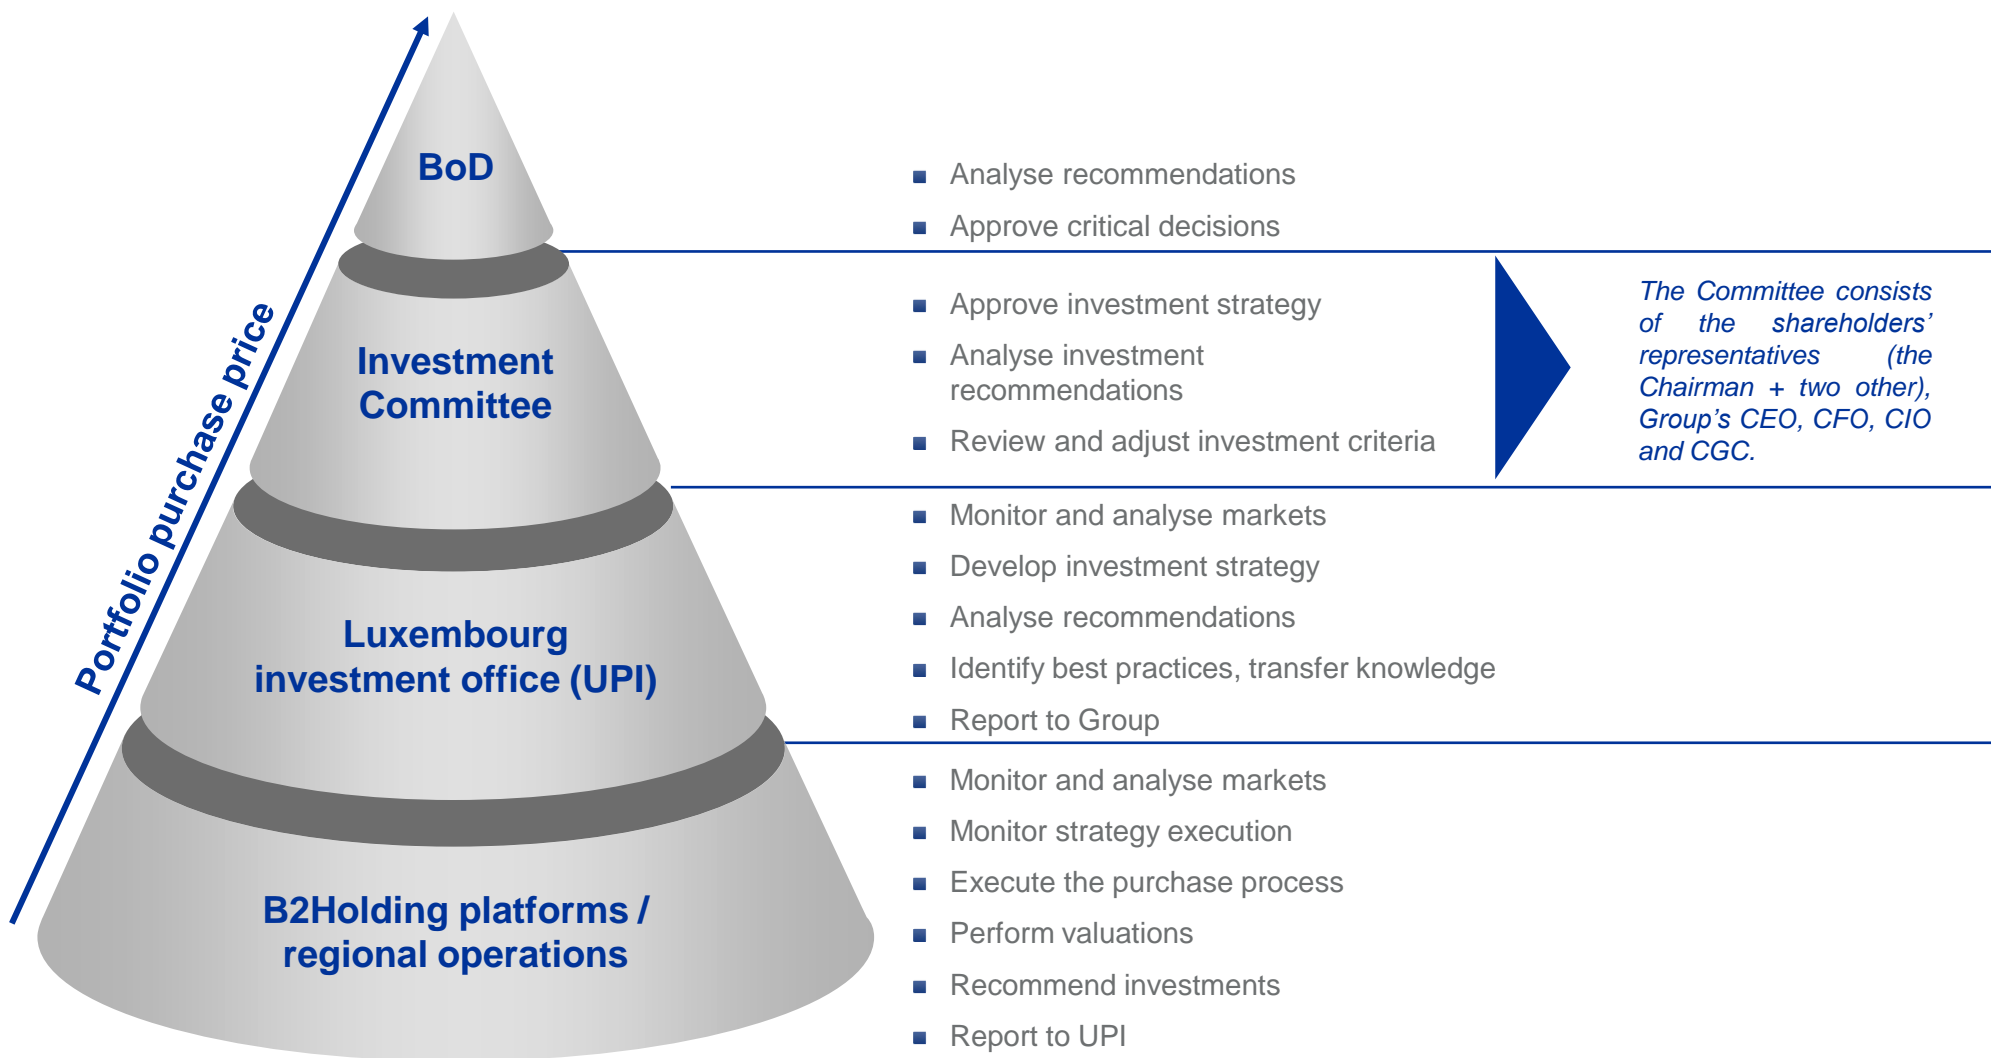 Portfolio purchase price
BoD
Analyse recommendations
Approve critical decisions
Investment
Committee
Approve investment strategy
Analyse investment
recommendations
Review and adjust investment criteria
The Committee consists
of the shareholders’
representatives (the
Chairman + two other),
Group’s CEO, CFO, CIO
and CGC.
Luxembourg
investment office (UPI)
Monitor and analyse markets
Develop investment strategy
Analyse recommendations
Identify best practices, transfer knowledge
Report to Group
B2Holding platforms /
regional operations
Monitor and analyse markets
Monitor strategy execution
Execute the purchase process
Perform valuations
Recommend investments
Report to UPI